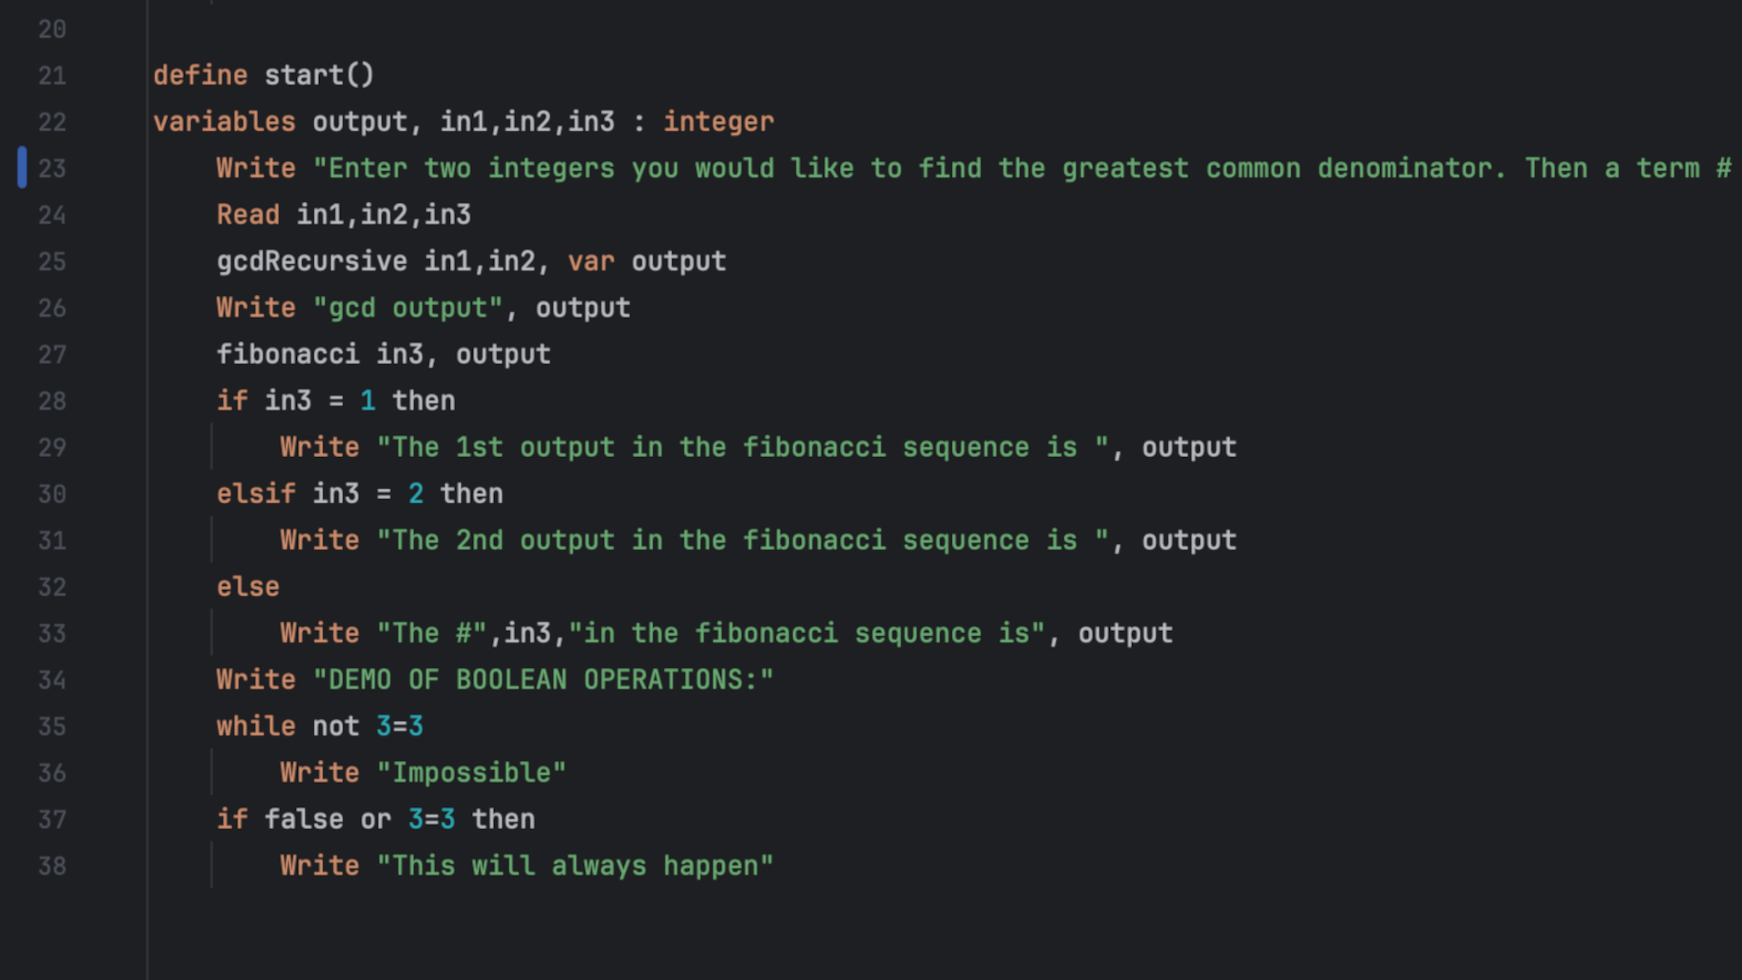 20
21 define start()
22 variables output, in1,in2,in3 : integer
23 Write "Enter two integers you would like to find the greatest common denominator. Then a term #
24 Read in1,in2,in3
25 gcdRecursive in1,in2, var output
26 Write "gcd output", output
27 fibonacci in3, output
28 if in3 = 1 then
29 Write "The 1st output in the fibonacci sequence is ", output
30 elsif in3 = 2 then
31 Write "The 2nd output in the fibonacci sequence is ", output
32 else
33 Write "The #",in3,"in the fibonacci sequence is", output
34 Write "DEMO OF BOOLEAN OPERATIONS:"
35 while not 3=3
36 Write "Impossible"
37 if false or 3=3 then
38 Write "This will always happen"